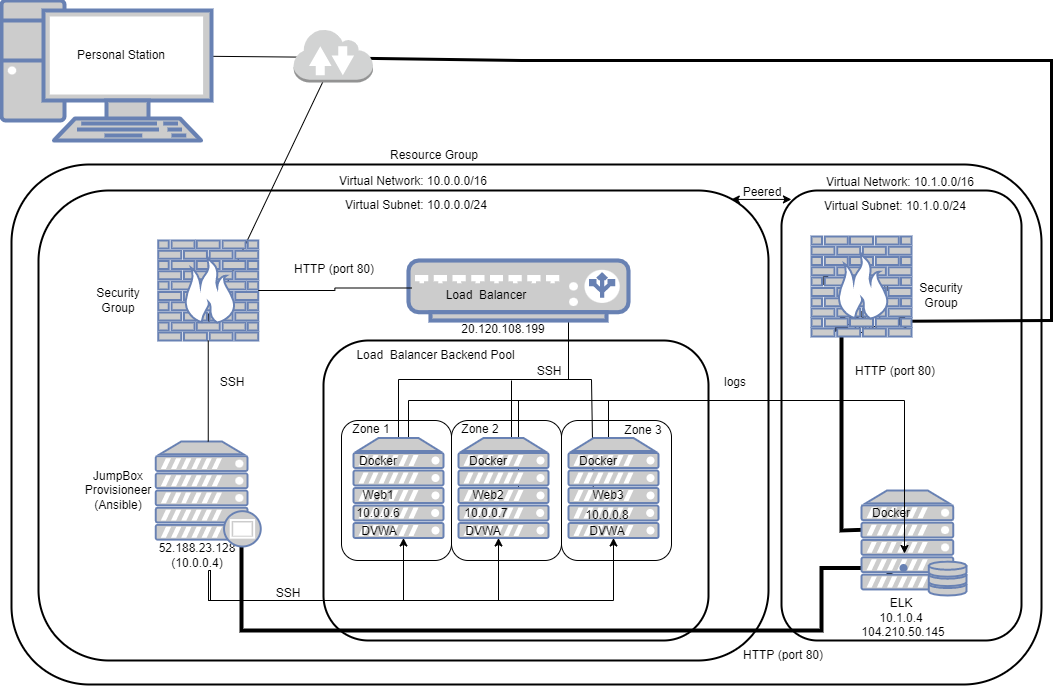 Personal Station
Resource Group
Virtual Network: 10.0.0.0/16
Virtual Network: 10.1.0.0/16
Peered
Virtual Subnet: 10.0.0.0/24
Virtual Subnet: 10.1.0.0/24
HTTP (port 80)
Security
Group
Load Balancer
20.120.108.199
Security
Group
Load Balancer Backend Pool
SSH
SSH
logs
HTTP (port 80)
Zone 1
Zone 2
Zone 3
Docker
Docker
Docker
Web1
Web2
Web3
10.0.0.6
10.0.0.7
10.0.0.8
DVWA
DVWA
DVWA
JumpBox
Provisioneer
(Ansible)
52.188.23.128
(10.0.0.4)
SSH
Docker
ELK
10.1.0.4
104.210.50.145
HTTP (port 80)